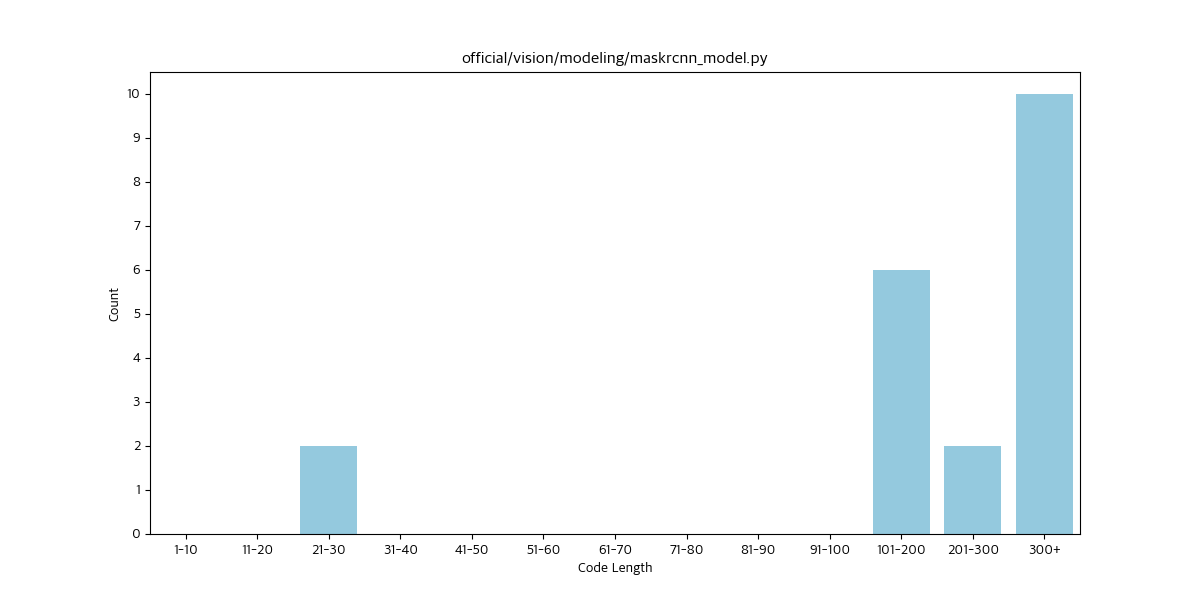 official/vision/modeling/maskrcnn_model.py
10
9
8
7
6
5
4
3
2
1
0
Count
1-10 11-20 21-30 31-40 41-50 51-60 61-70 71-80 81-90 91-100 101-200 201-300 300+
Code Length